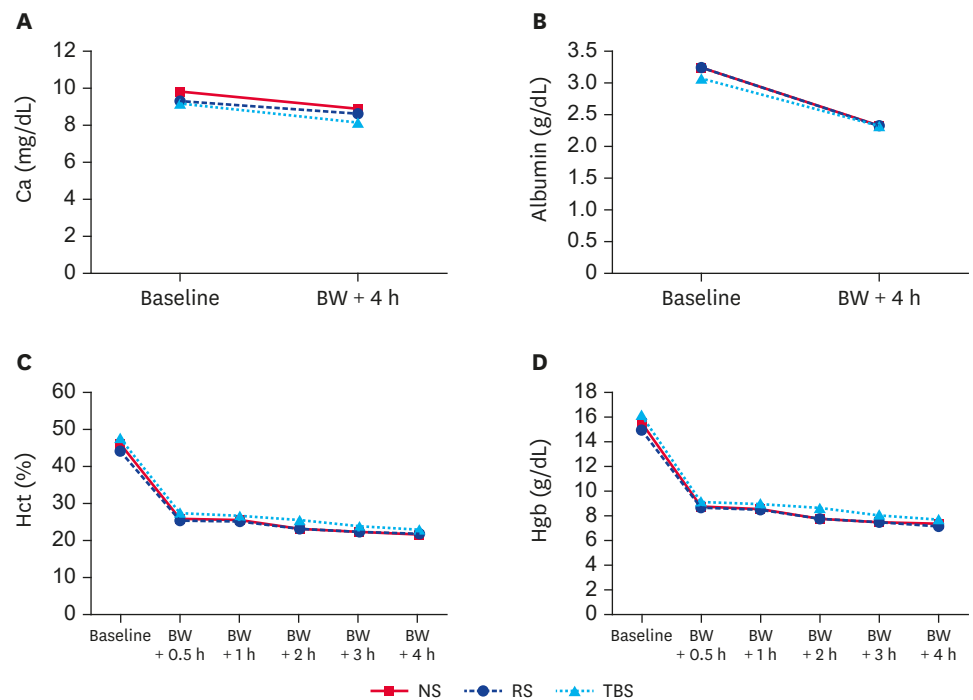 A
Ca (mg/dL)
12
10
8
6
4
2
0
Baseline
BW + 4 h
B
Albumin (g/dL)
3.5
3.0
2.5
2.0
1.5
1.0
0.5
0
Baseline
BW + 4 h
C
Hct (%)
60
50
40
30
20
10
0
Baseline
BW
+ 0.5 h
BW
+ 1 h
BW
+ 2 h
BW
+ 3 h
BW
+ 4 h
D
Hgb (g/dL)
18
16
14
12
10
8
6
4
2
0
Baseline
BW
+ 0.5 h
BW
+ 1 h
BW
+ 2 h
BW
+ 3 h
BW
+ 4 h
NS
RS
TBS